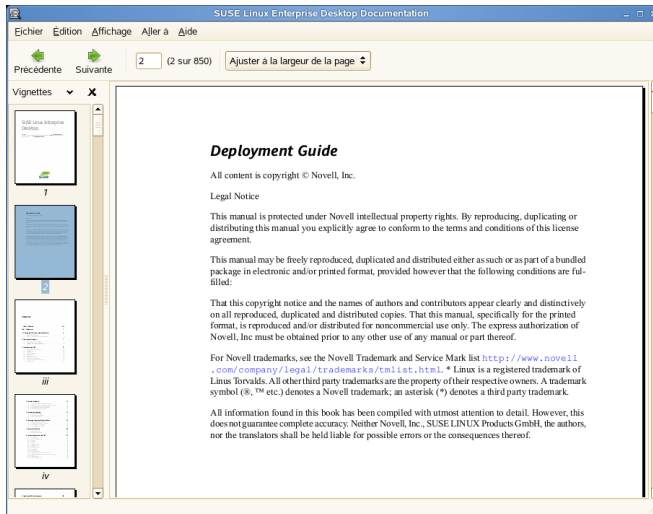 SUSE Linux Enterprise Desktop Documentation
Eichier Édition Affichage Aller à Aide
Précédente Suivante 2 (2 sur 850) Ajuster à la largeur de la page
Vignettes
SUSE Linux Enterprise
Desktop
1
2
iii
iv
Deployment Guide
All content is copyright © Novell, Inc.
Legal Notice
This manual is protected under Novell intellectual property rights. By reproducing, duplicating or
distributing this manual you explicitly agree to conform to the terms and conditions of this license
agreement.
This manual may be freely reproduced, duplicated and distributed either as such or as part of a bundled
package in electronic and/or printed format, provided however that the following conditions are ful-
filled:
That this copyright notice and the names of authors and contributors appear clearly and distinctively
on all reproduced, duplicated and distributed copies. That this manual, specifically for the printed
format, is reproduced and/or distributed for noncommercial use only. The express authorization of
Novell, Inc must be obtained prior to any other use of any manual or part thereof.
For Novell trademarks, see the Novell Trademark and Service Mark list http://www.novell
.com/company/legal/trademarks/tmlist.html. * Linux is a registered trademark of
Linus Torvalds. All other third party trademarks are the property of their respective owners. A trademark
symbol (®, ™ etc.) denotes a Novell trademark; an asterisk (*) denotes a third party trademark.
All information found in this book has been compiled with utmost attention to detail. However, this
does not guarantee complete accuracy. Neither Novell, Inc., SUSE LINUX Products GmbH, the authors,
nor the translators shall be held liable for possible errors or the consequences thereof.